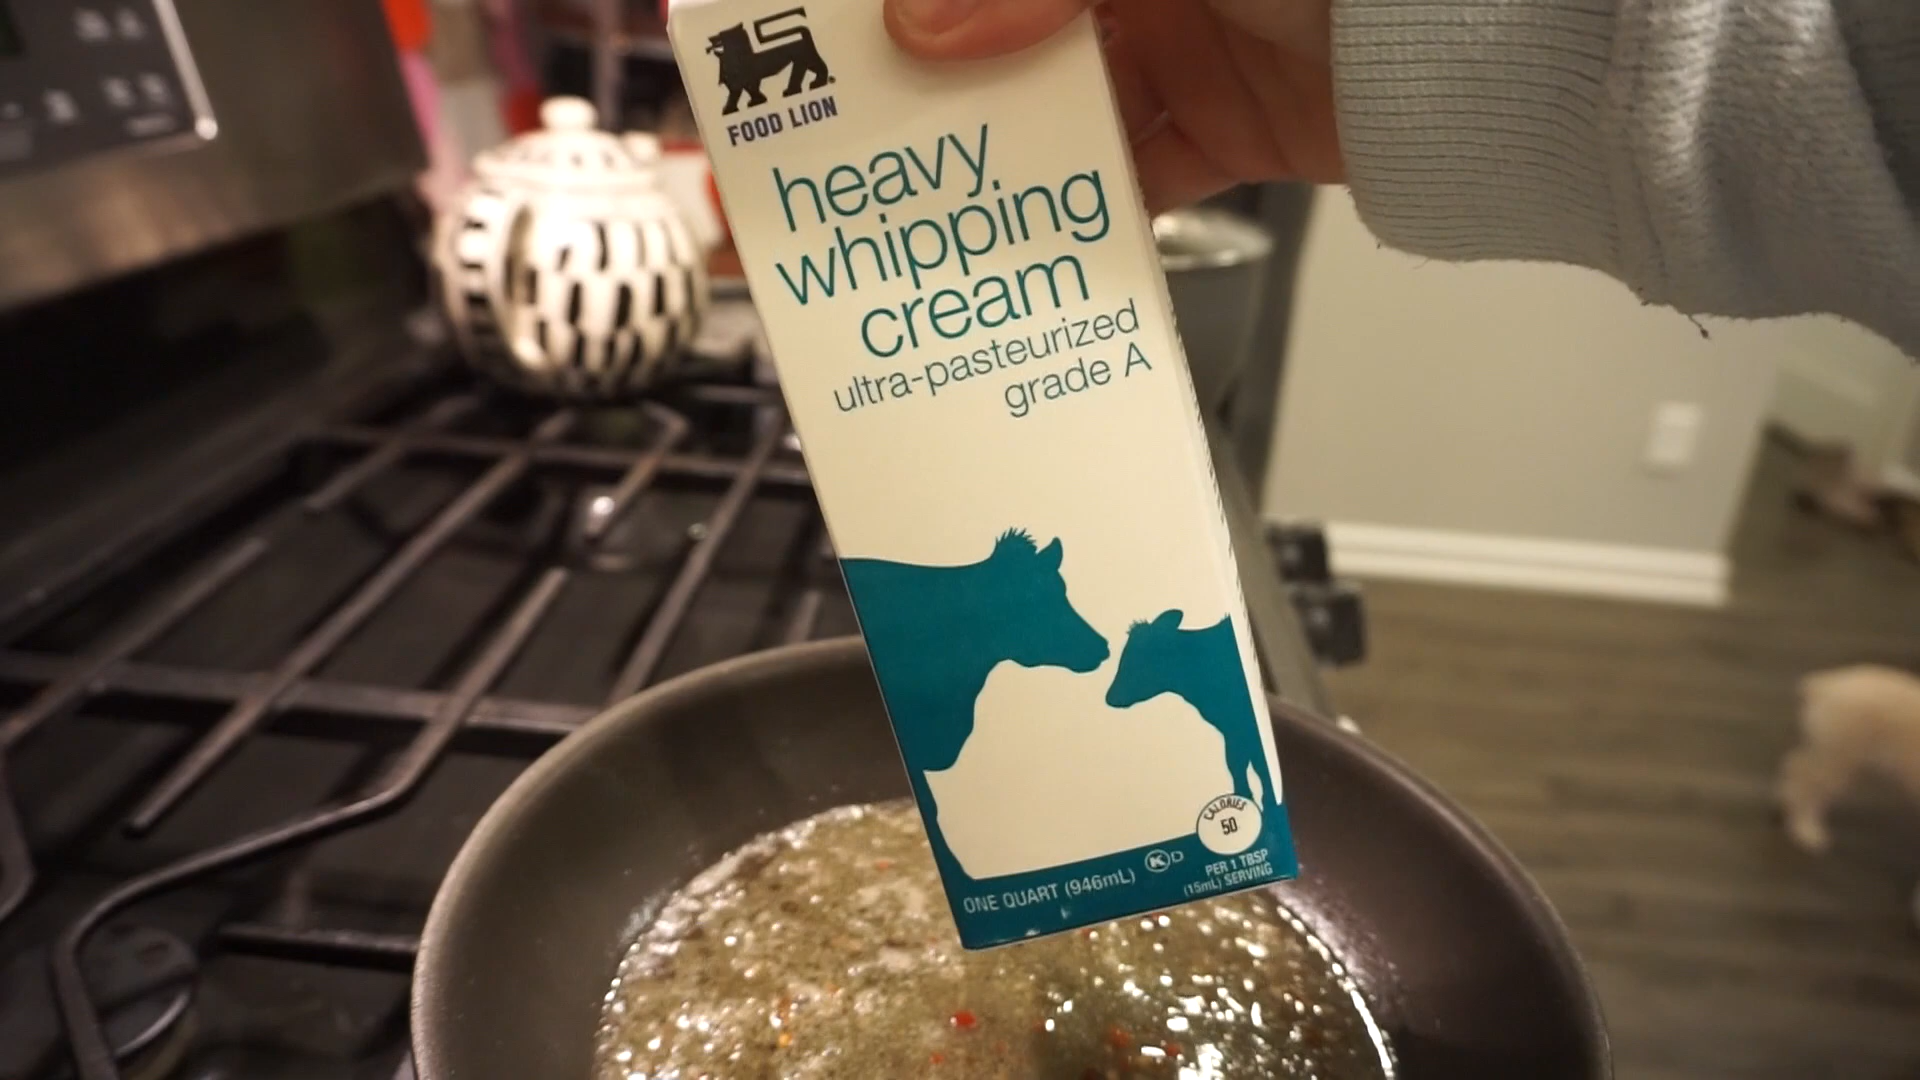 FOOD LION
heavy
whipping
cream
ultra-pasteurized
grade A
CALORIES
50
PER 1 TBSP
(15mL) SERVING
ONE QUART (946mL) K D